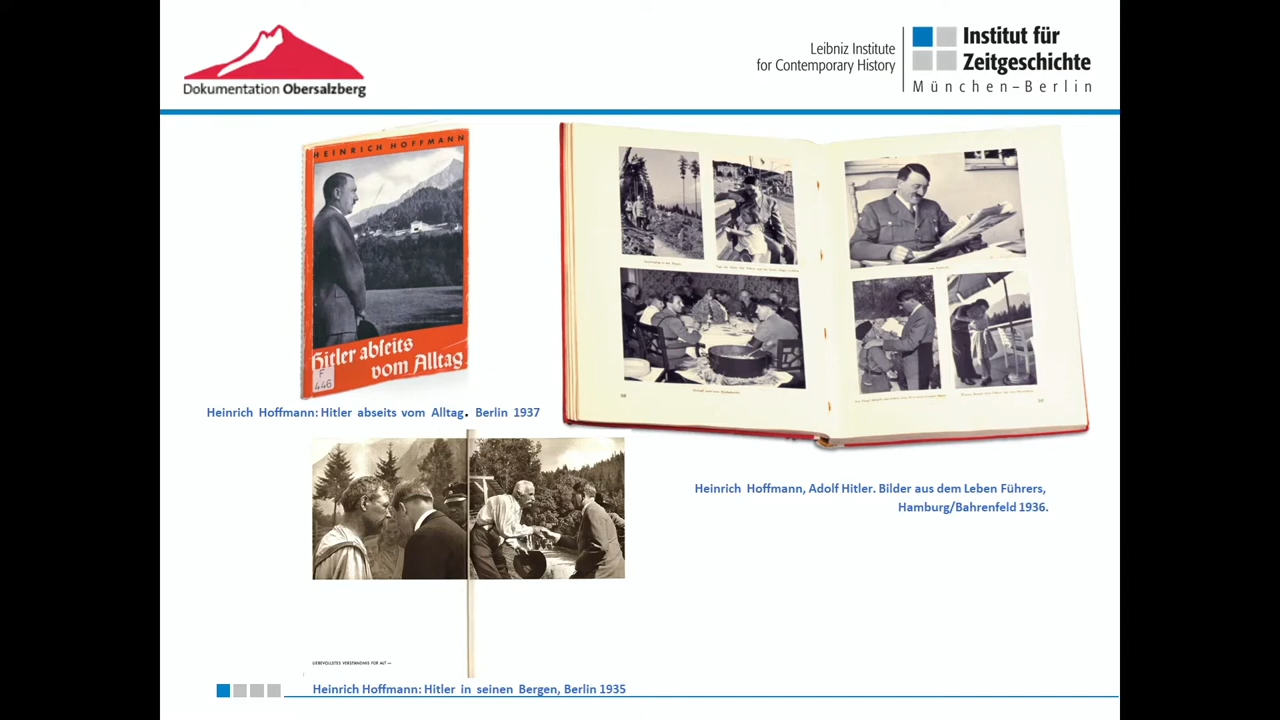 Dokumentation Obersalzberg
Leibniz Institute
for Contemporary History
Institut für
Zeitgeschichte
München–Berlin
HEINRICH HOFFMANN
Hitler abseits
vom Alltag
F
446
Heinrich Hoffmann: Hitler abseits vom Alltag. Berlin 1937
Heinrich Hoffmann, Adolf Hitler. Bilder aus dem Leben Führers,
Hamburg/Bahrenfeld 1936.
LIEBEVOLLSTES VERSTÄNDNIS FÜR ALT —
Heinrich Hoffmann: Hitler in seinen Bergen, Berlin 1935